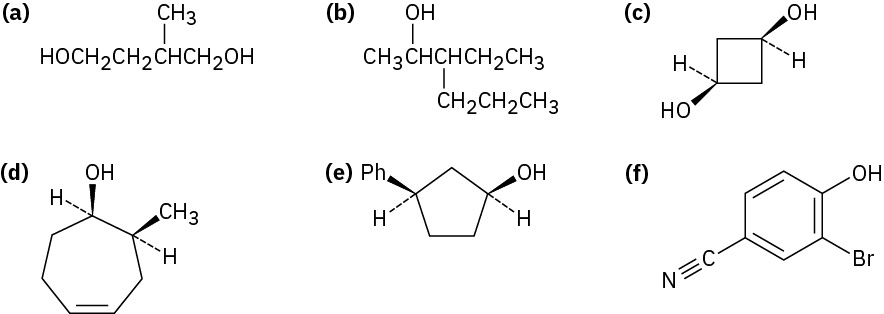 (a)
CH₃
HOCH₂CH₂CHCH₂OH
(b)
OH
CH₃CHCHCH₂CH₃
CH₂CH₂CH₃
(c)
OH
H
H
HO
(d)
OH
H
CH₃
H
(e)
Ph
OH
H
H
(f)
OH
C
Br
N